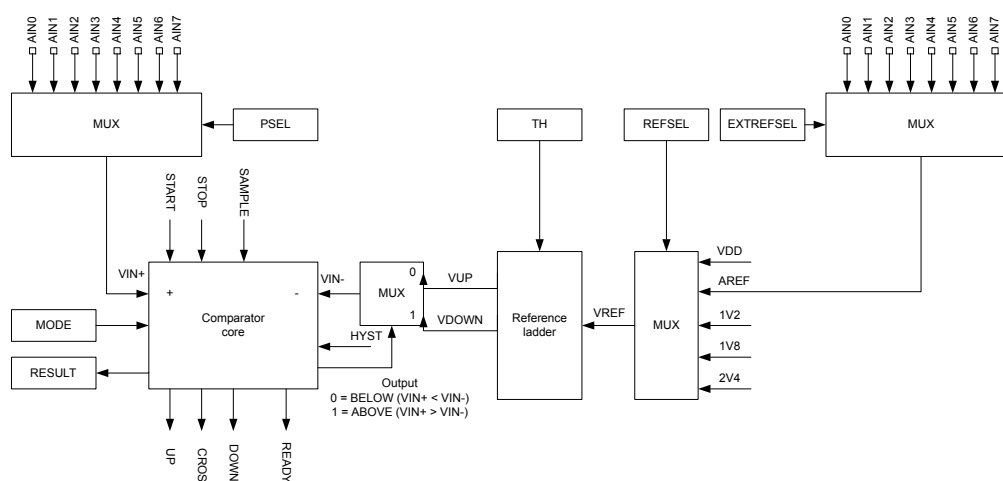 AIN0 AIN1 AIN2 AIN3 AIN4 AIN5 AIN6 AIN7
AIN0 AIN1 AIN2 AIN3 AIN4 AIN5 AIN6 AIN7
MUX
PSEL
TH
REFSEL
EXTREFSEL
MUX
START
STOP
SAMPLE
VIN+
+
-
Comparator
core
MODE
RESULT
VIN-
MUX
0
1
HYST
VUP
VDOWN
Reference
ladder
VREF
MUX
VDD
AREF
1V2
1V8
2V4
Output
0 = BELOW (VIN+ < VIN-)
1 = ABOVE (VIN+ > VIN-)
UP
CROSS
DOWN
READY